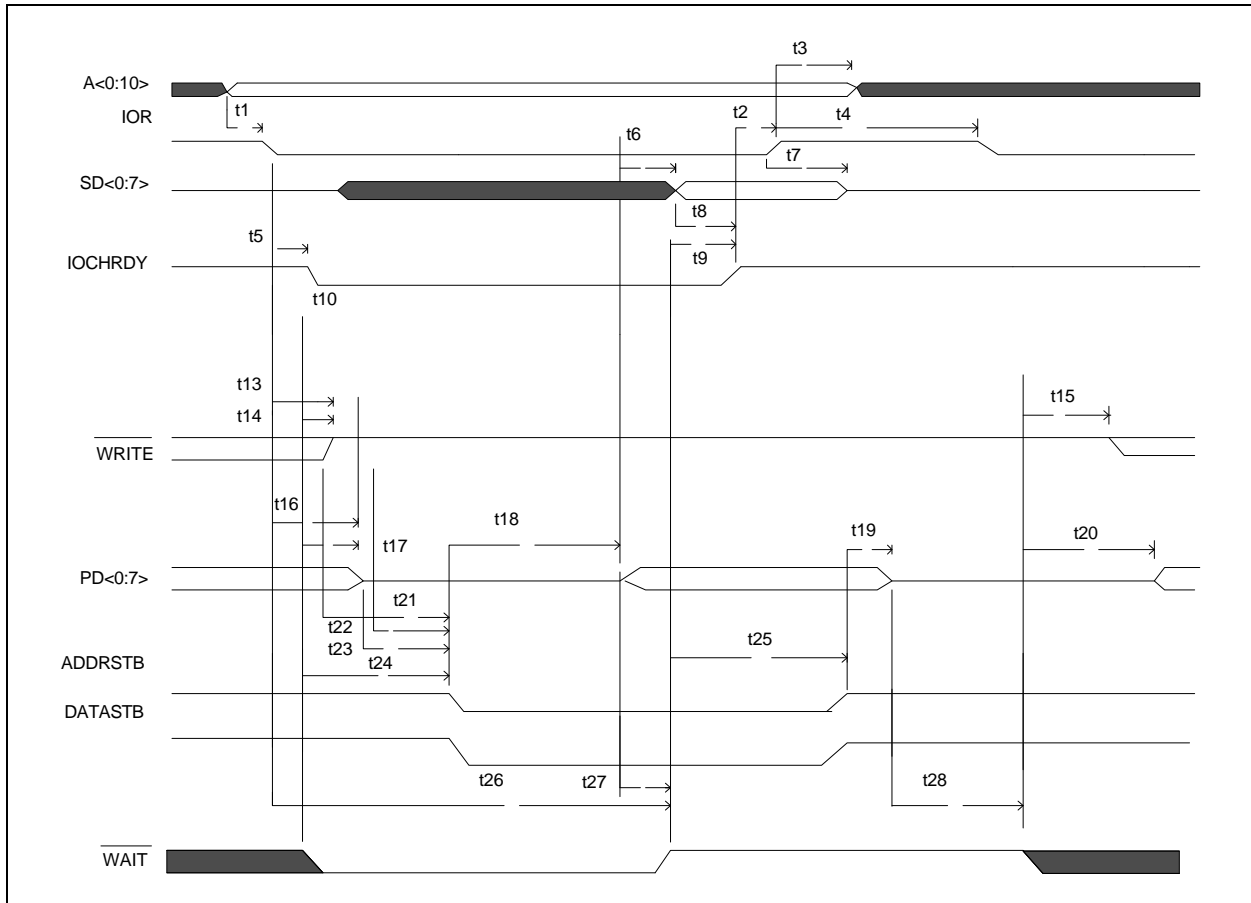 t3
A<0:10>
t1
t2
t4
IOR
t6
t7
SD<0:7>
t8
t5
t9
IOCHRDY
t10
t13
t14
t15
WRITE
t16
t18
t17
t19
t20
PD<0:7>
t21
t22
t23
t25
t24
ADDRSTB
DATASTB
t26
t27
t28
WAIT